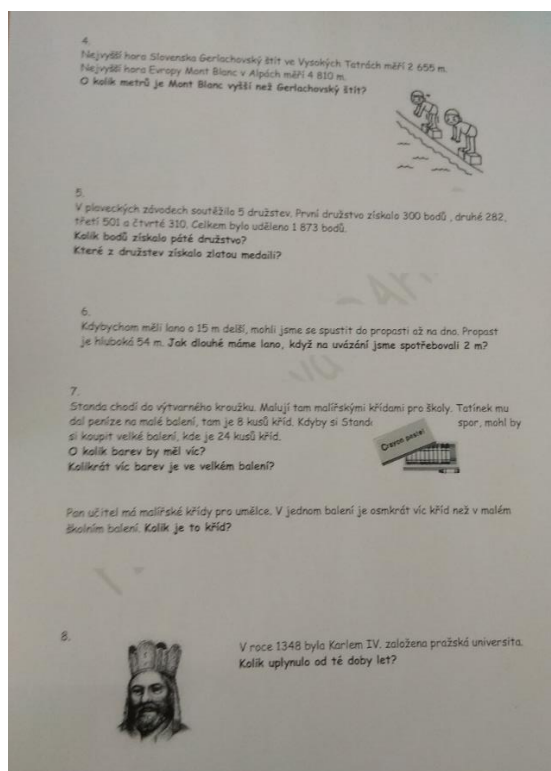 4.
Nejvyšší hora Slovenska Gerlachovský štít ve Vysokých Tatrách měří 2 655 m.
Nejvyšší hora Evropy Mont Blanc v Alpách měří 4 810 m.
O kolik metrů je Mont Blanc vyšší než Gerlachovský štít?
5.
V plaveckých závodech soutěžilo 5 družstev. První družstvo získalo 300 bodů , druhé 282,
třetí 501 a čtvrté 310. Celkem bylo uděleno 1 873 bodů.
Kolik bodů získalo páté družstvo?
Které z družstev získalo zlatou medaili?
6.
Kdybychom měli lano o 15 m delší, mohli jsme se spustit do propasti až na dno. Propast
je hluboká 54 m. Jak dlouhé máme lano, když na uvázání jsme spotřebovali 2 m?
7.
Standa chodí do výtvarného kroužku. Malují tam malířskými křídami pro školy. Tatínek mu
dal peníze na malé balení, tam je 8 kusů kříd. Kdyby si Stand spor, mohl by
si koupit velké balení, kde je 24 kusů kříd.
Crayon pastel
O kolik barev by měl víc?
Kolikrát víc barev je ve velkém balení?
Pan učitel má malířské křídy pro umělce. V jednom balení je osmkrát víc kříd než v malém
školním balení. Kolik je to kříd?
8.
V roce 1348 byla Karlem IV. založena pražská universita.
Kolik uplynulo od té doby let?